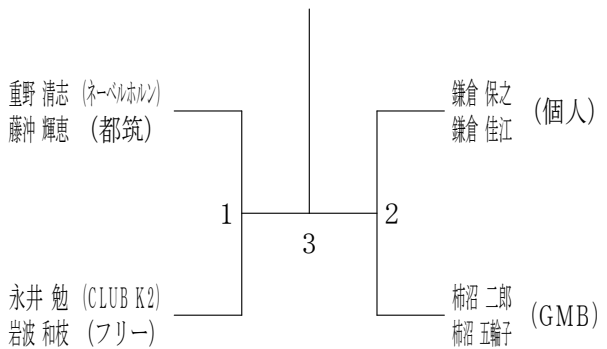 重野 清志 (ネーベルホルン)
藤沖 輝恵 (都筑)
鎌倉 保之
鎌倉 佳江
(個人)
1
2
3
永井 勉 (CLUB K2)
岩波 和枝 (フリー)
柿沼 二郎
柿沼 五輪子
(GMB)